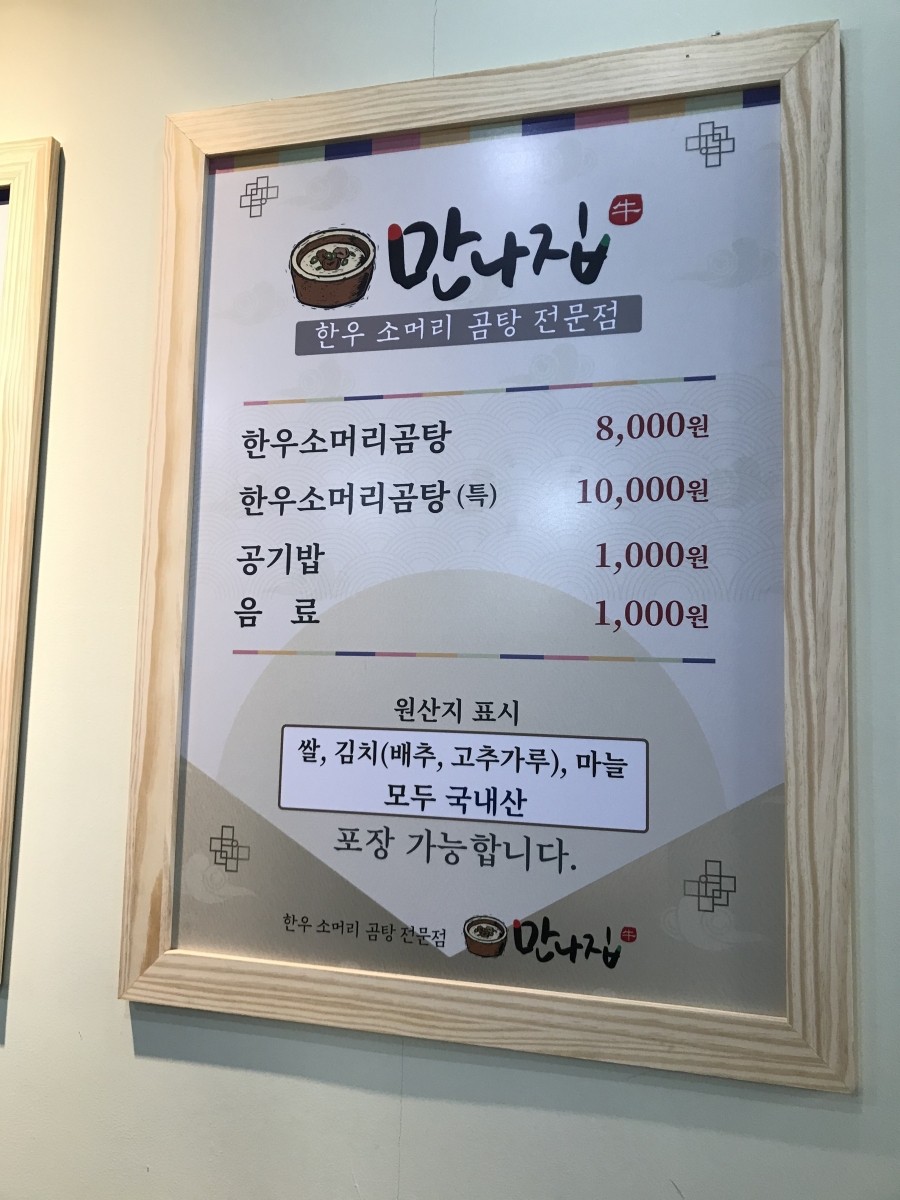 만나집 牛
한우 소머리 곰탕 전문점
한우소머리곰탕 8,000원
한우소머리곰탕 (특) 10,000원
공기밥 1,000원
음 료 1,000원
원산지 표시
쌀, 김치(배추, 고추가루), 마늘
모두 국내산
포장 가능합니다.
한우 소머리 곰탕 전문점 만나집 牛